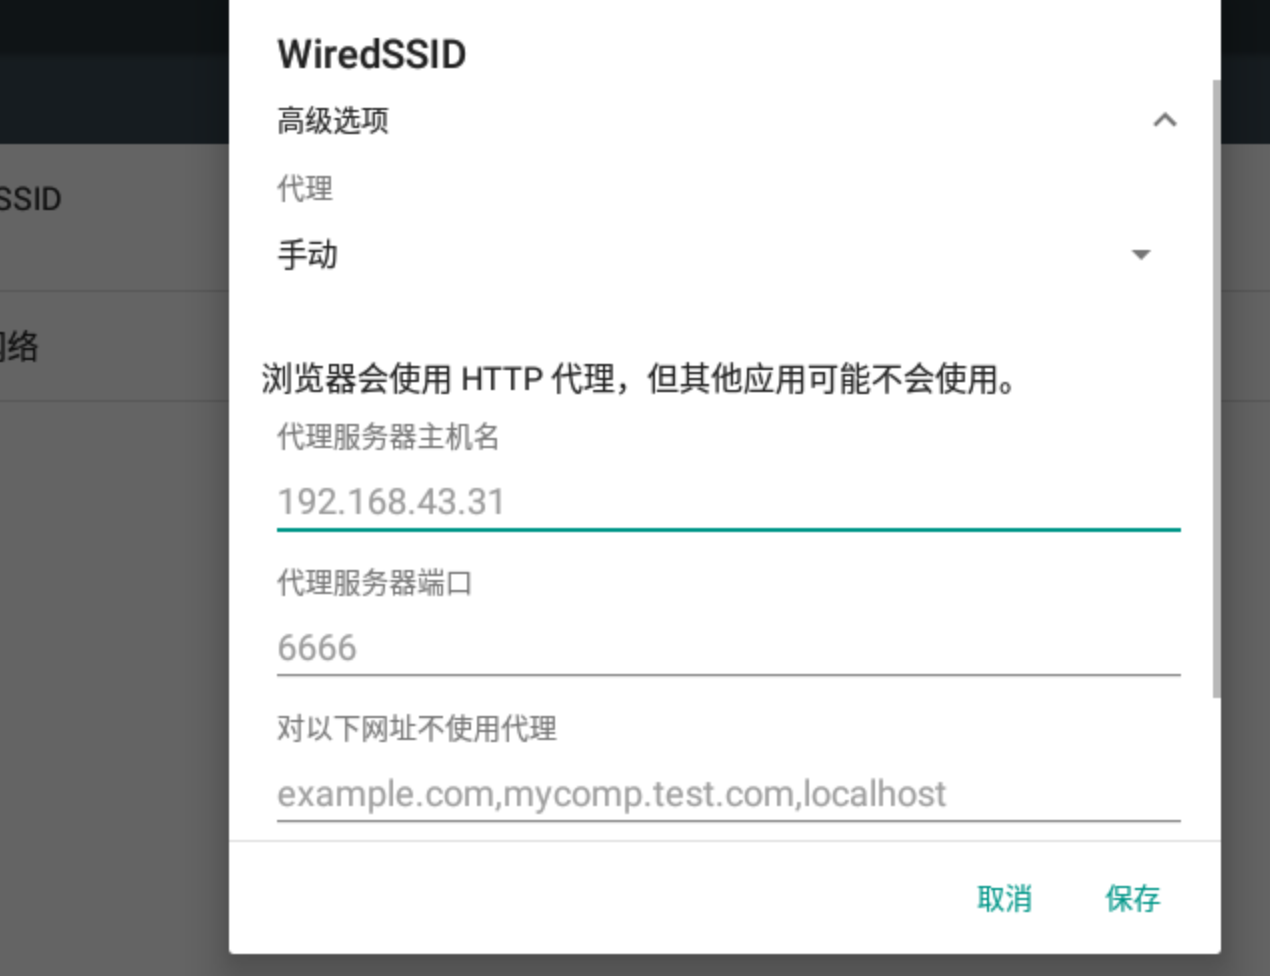 WiredSSID
高级选项
代理
SSID
手动
络
浏览器会使用 HTTP 代理，但其他应用可能不会使用。
代理服务器主机名
192.168.43.31
代理服务器端口
6666
对以下网址不使用代理
example.com,mycomp.test.com,localhost
取消
保存